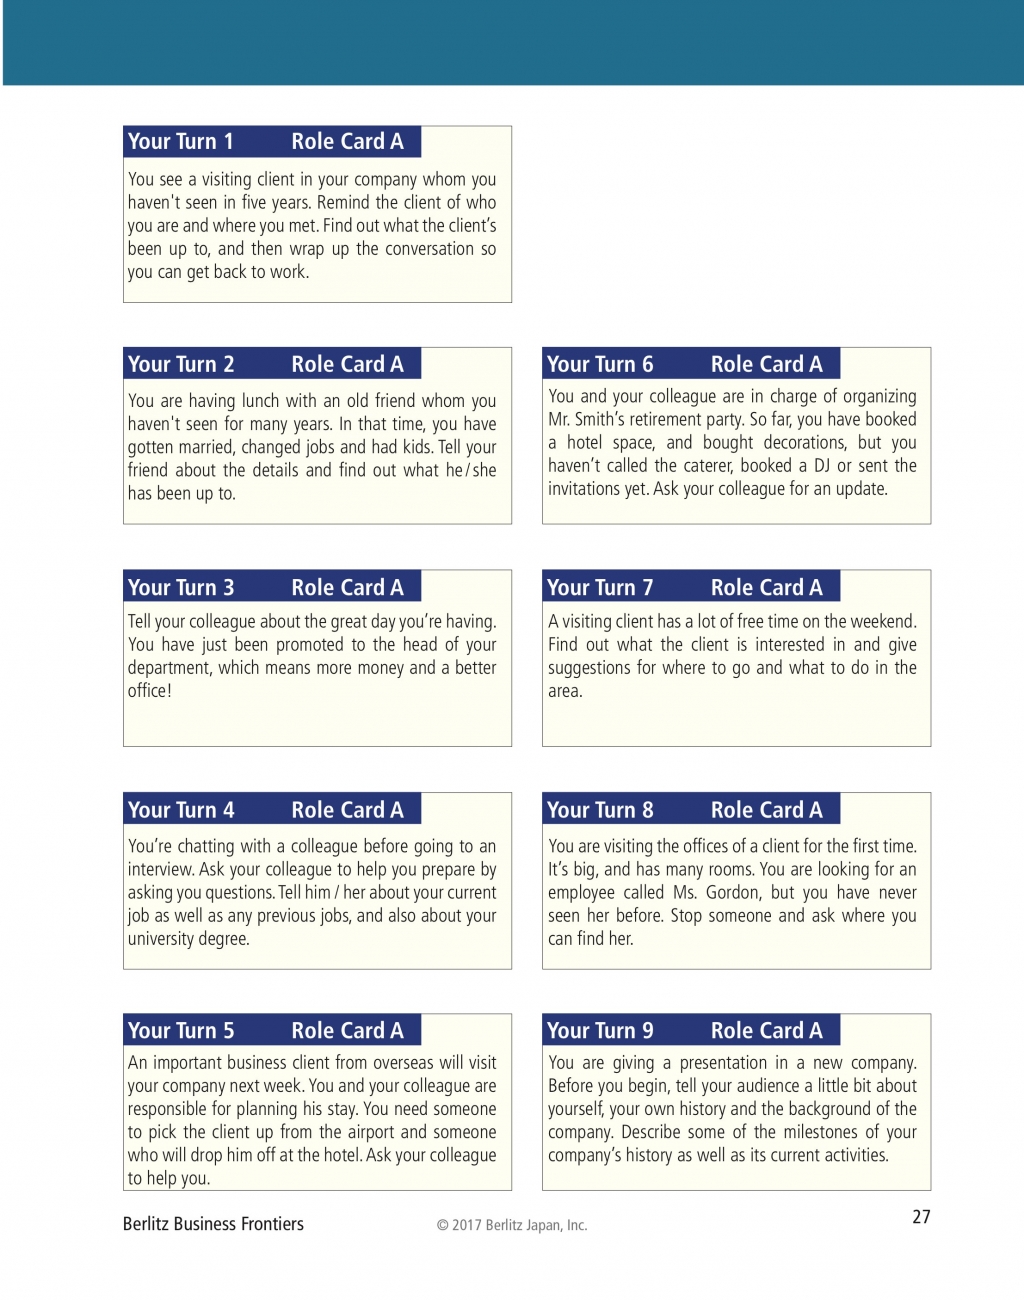 Your Turn 1 Role Card A
You see a visiting client in your company whom you
haven't seen in five years. Remind the client of who
you are and where you met. Find out what the client’s
been up to, and then wrap up the conversation so
you can get back to work.
Your Turn 2 Role Card A
You are having lunch with an old friend whom you
haven't seen for many years. In that time, you have
gotten married, changed jobs and had kids. Tell your
friend about the details and find out what he / she
has been up to.
Your Turn 3 Role Card A
Tell your colleague about the great day you’re having.
You have just been promoted to the head of your
department, which means more money and a better
office!
Your Turn 4 Role Card A
You’re chatting with a colleague before going to an
interview. Ask your colleague to help you prepare by
asking you questions. Tell him / her about your current
job as well as any previous jobs, and also about your
university degree.
Your Turn 5 Role Card A
An important business client from overseas will visit
your company next week. You and your colleague are
responsible for planning his stay. You need someone
to pick the client up from the airport and someone
who will drop him off at the hotel. Ask your colleague
to help you.
Your Turn 6 Role Card A
You and your colleague are in charge of organizing
Mr. Smith’s retirement party. So far, you have booked
a hotel space, and bought decorations, but you
haven’t called the caterer, booked a DJ or sent the
invitations yet. Ask your colleague for an update.
Your Turn 7 Role Card A
A visiting client has a lot of free time on the weekend.
Find out what the client is interested in and give
suggestions for where to go and what to do in the
area.
Your Turn 8 Role Card A
You are visiting the offices of a client for the first time.
It’s big, and has many rooms. You are looking for an
employee called Ms. Gordon, but you have never
seen her before. Stop someone and ask where you
can find her.
Your Turn 9 Role Card A
You are giving a presentation in a new company.
Before you begin, tell your audience a little bit about
yourself, your own history and the background of the
company. Describe some of the milestones of your
company’s history as well as its current activities.
Berlitz Business Frontiers
© 2017 Berlitz Japan, Inc.
27